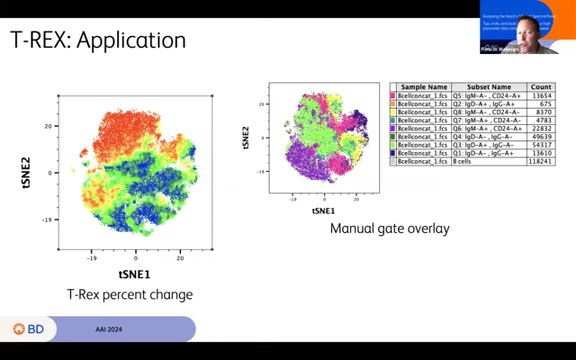 T-REX: Application
Analyzing the
tSNE2
20
0
-19
-19
0
20
tSNE1
T-Rex percent change
tSNE2
tSNE1
Manual gate overlay
Sample Name Subset Name Count
Bcellconcat_1.fcs Q5: IgM-A- , CD24-A+ 13654
Bcellconcat_1.fcs Q2: IgD-A+ , IgG-A+ 675
Bcellconcat_1.fcs Q8: IgM-A- , CD24-A- 8370
Bcellconcat_1.fcs Q7: IgM-A+ , CD24-A- 4783
Bcellconcat_1.fcs Q6: IgM-A+ , CD24-A+ 22832
Bcellconcat_1.fcs Q4: IgD-A- , IgG-A- 49639
Bcellconcat_1.fcs Q3: IgD-A+ , IgG-A- 54317
Bcellconcat_1.fcs Q1: IgD-A- , IgG-A+ 13610
Bcellconcat_1.fcs B cells 118241
BD
AAI 2024